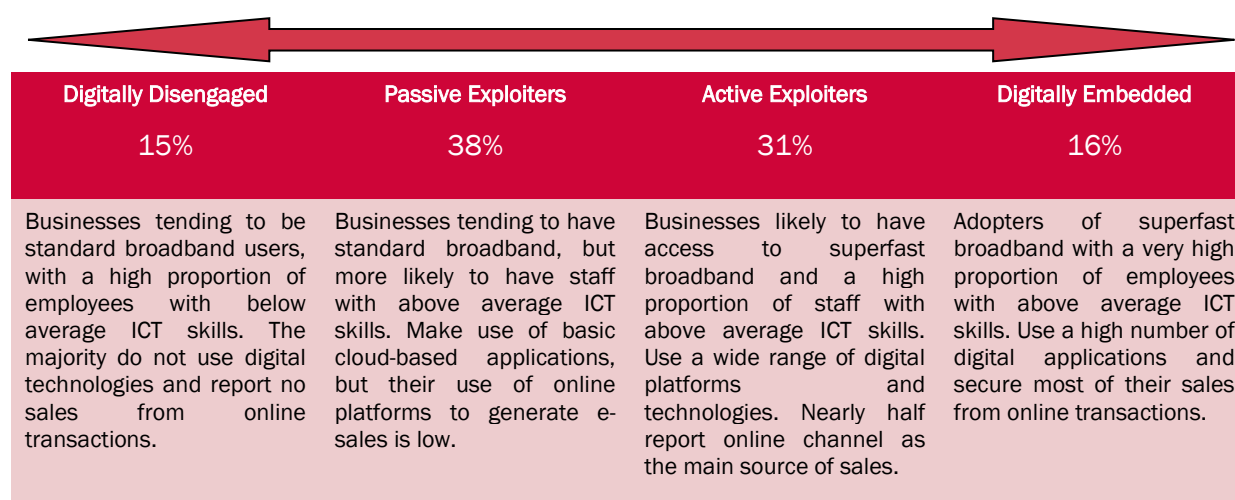 Digitally Disengaged
15%
Businesses tending to be
standard broadband users,
with a high proportion of
employees with below
average ICT skills. The
majority do not use digital
technologies and report no
sales from online
transactions.
Passive Exploiters
38%
Businesses tending to have
standard broadband, but
more likely to have staff
with above average ICT
skills. Make use of basic
cloud-based applications,
but their use of online
platforms to generate e-
sales is low.
Active Exploiters
31%
Businesses likely to have
access to superfast
broadband and a high
proportion of staff with
above average ICT skills.
Use a wide range of digital
platforms and
technologies. Nearly half
report online channel as
the main source of sales.
Digitally Embedded
16%
Adopters of superfast
broadband with a very high
proportion of employees
with above average ICT
skills. Use a high number of
digital applications and
secure most of their sales
from online transactions.